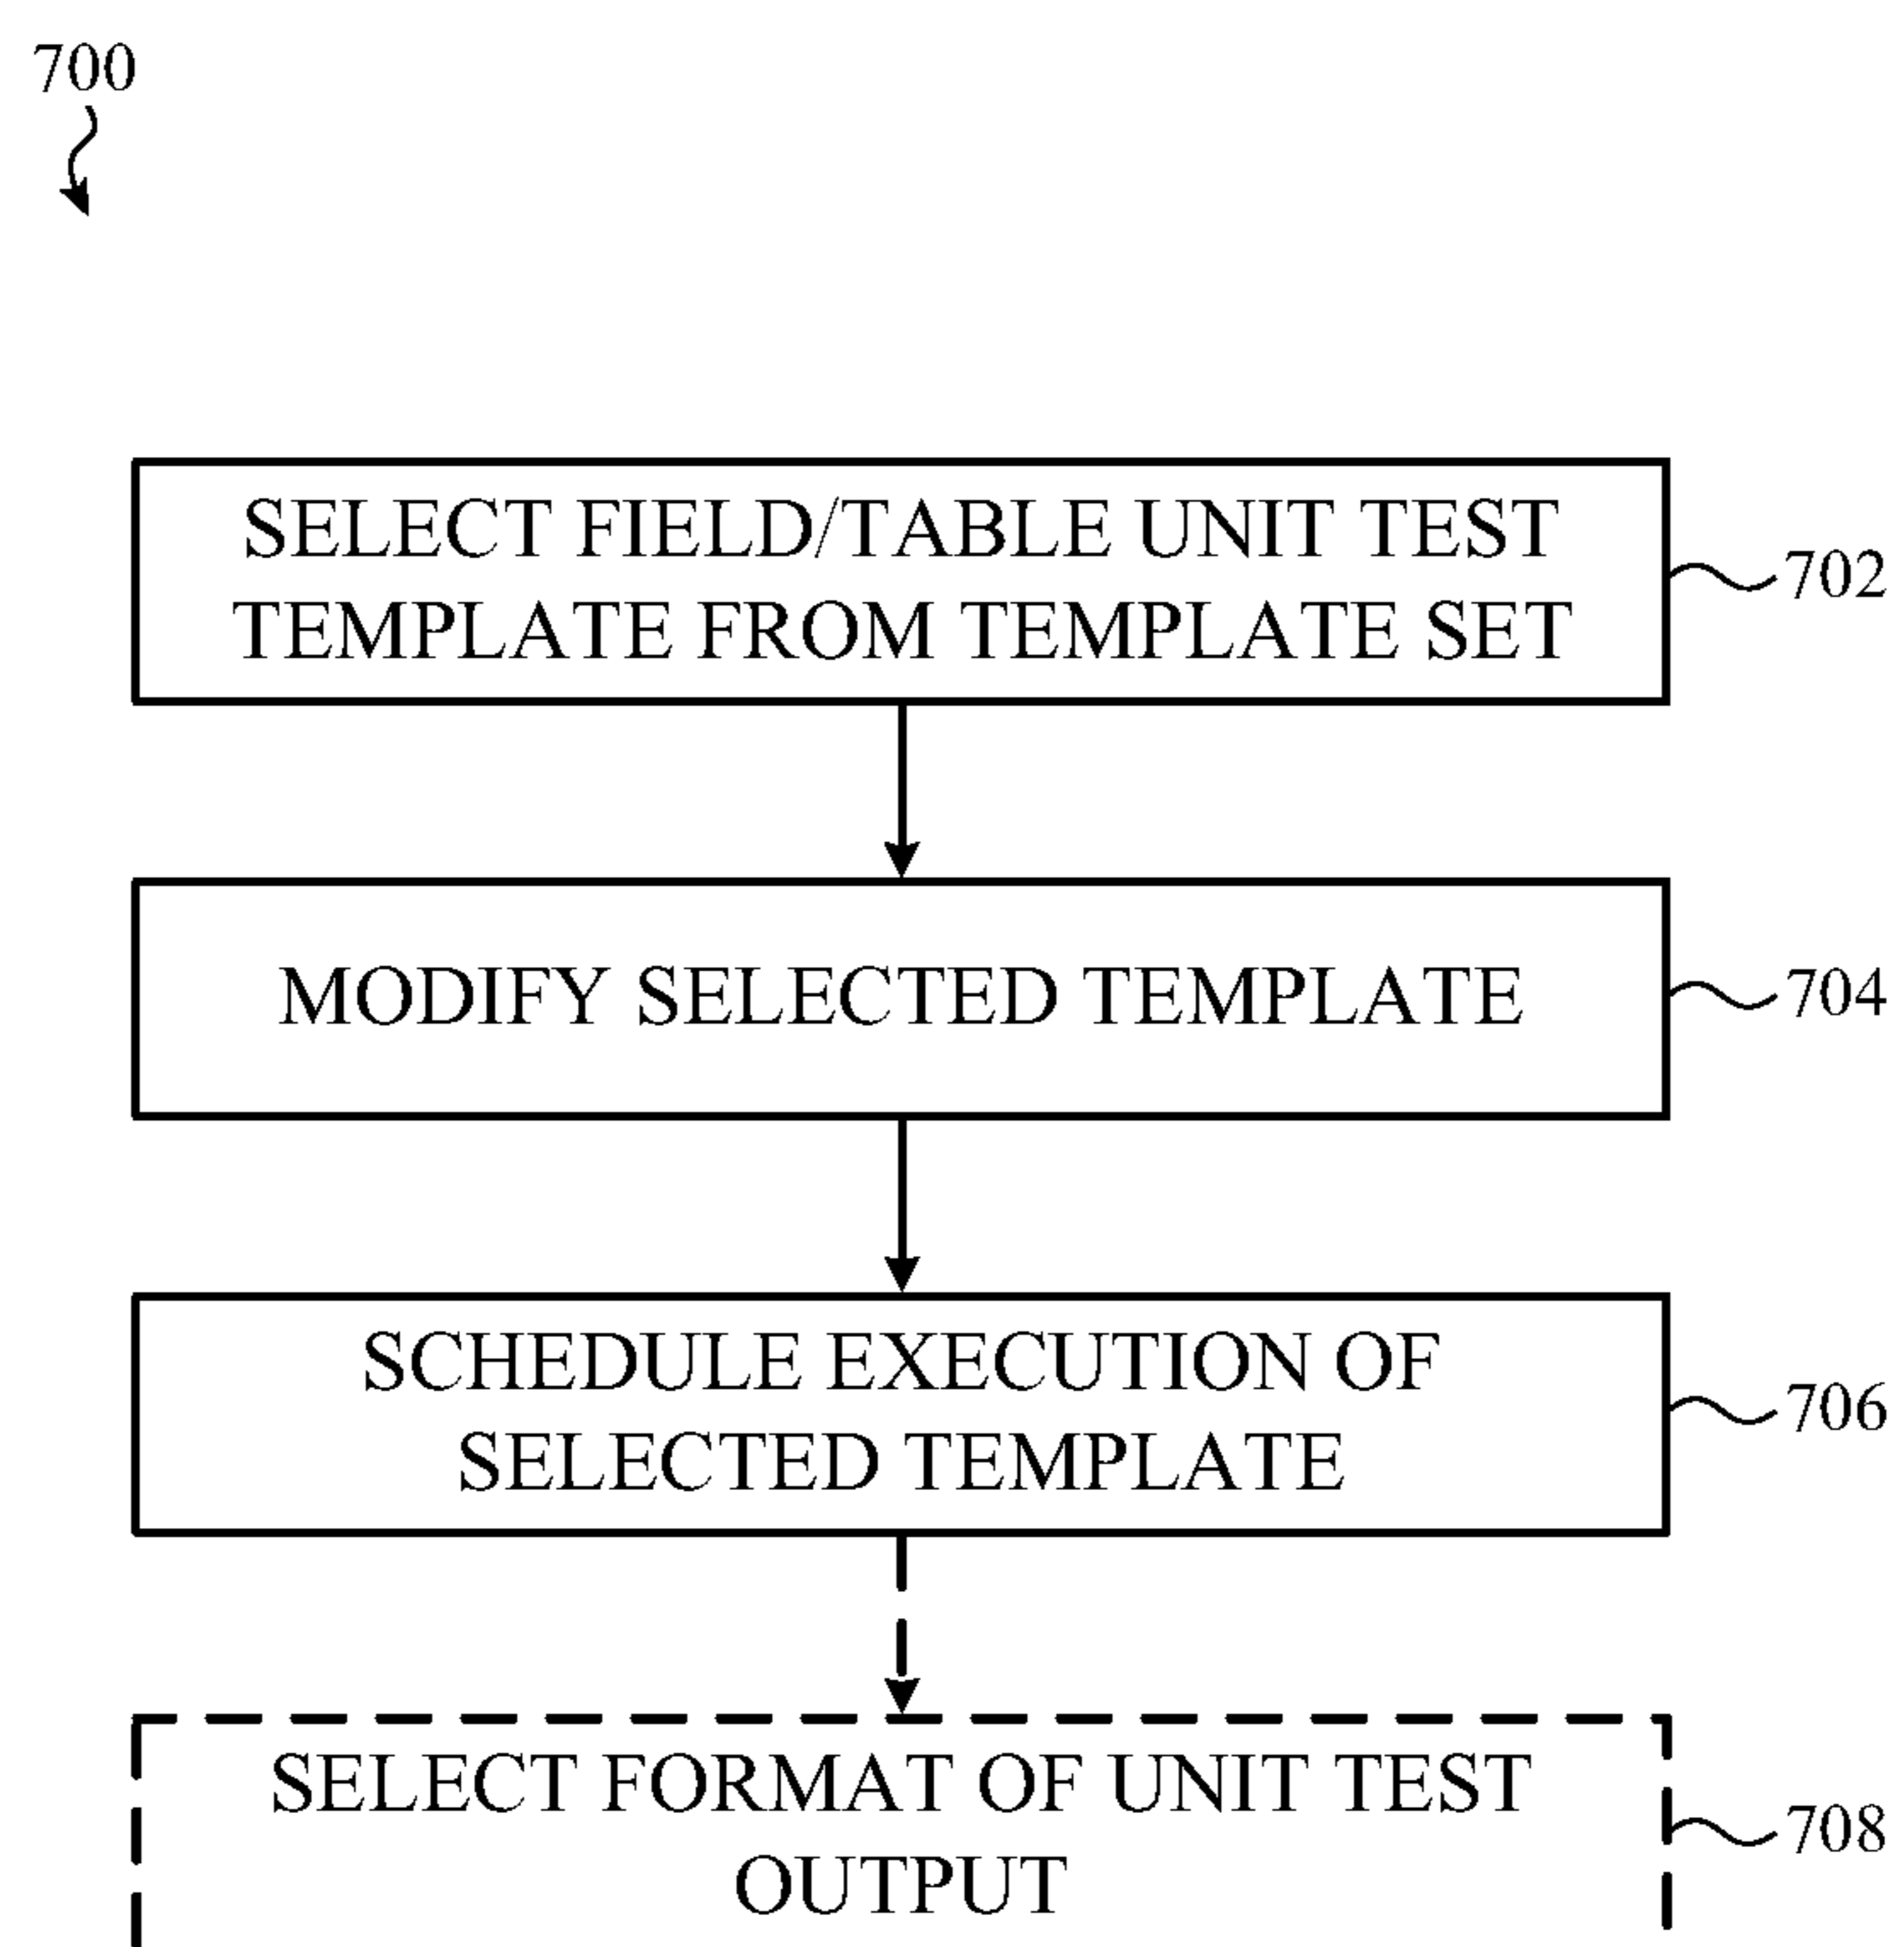 700
SELECT FIELD/TABLE UNIT TEST
TEMPLATE FROM TEMPLATE SET
702
MODIFY SELECTED TEMPLATE
704
SCHEDULE EXECUTION OF
SELECTED TEMPLATE
706
SELECT FORMAT OF UNIT TEST
OUTPUT
708